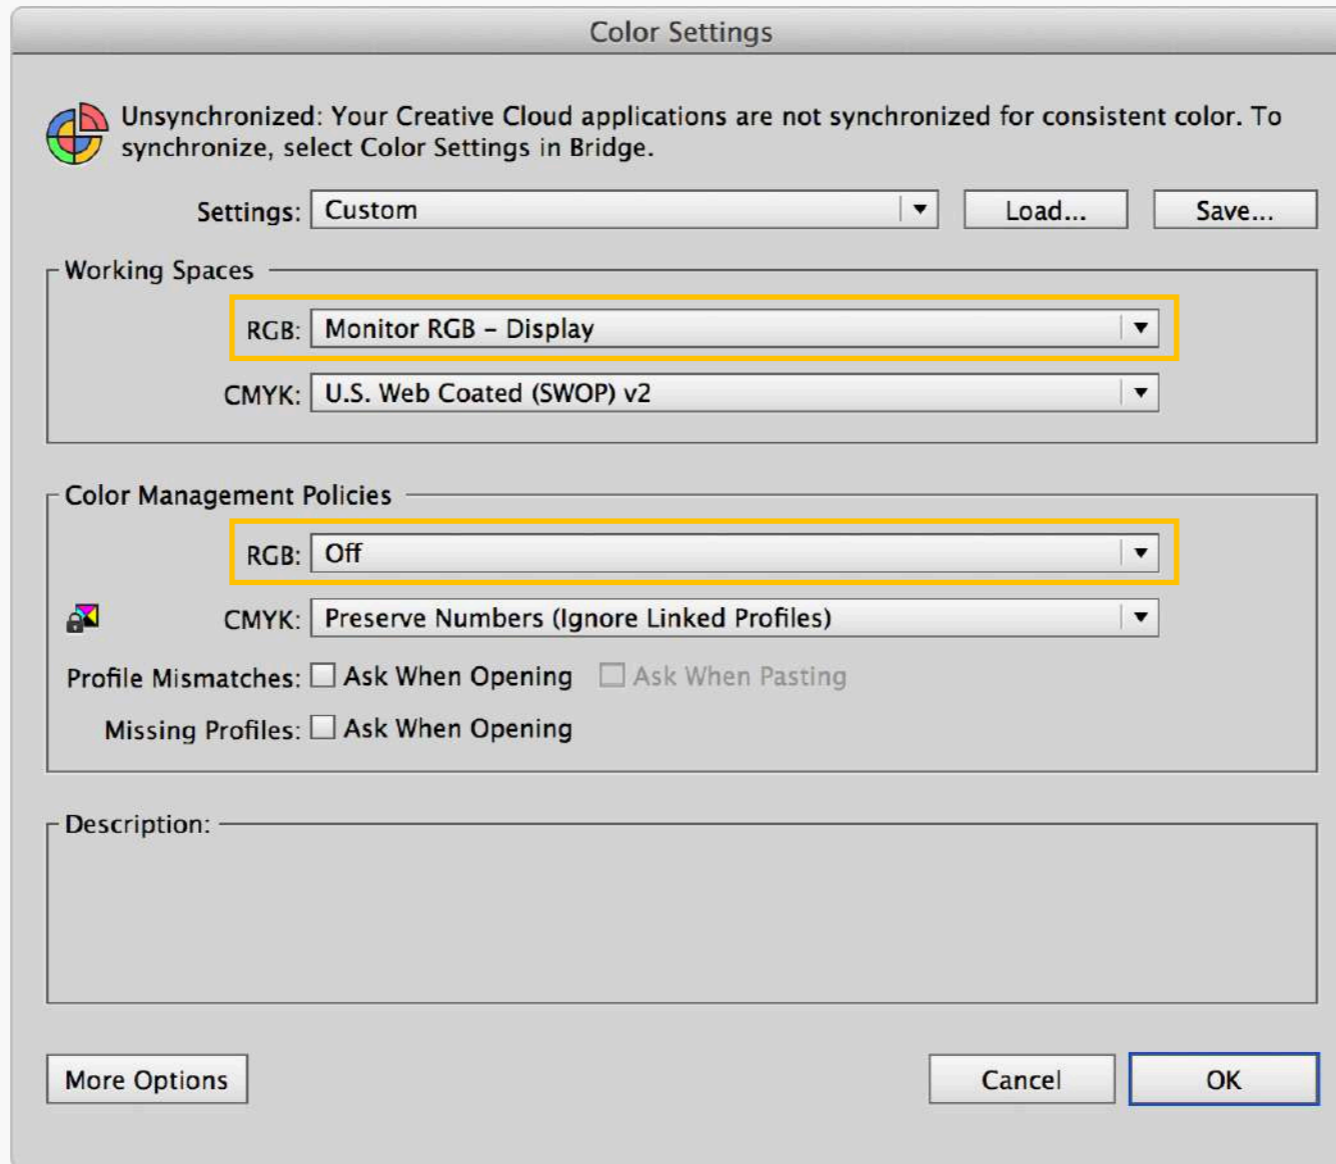 Color Settings
Unsynchronized: Your Creative Cloud applications are not synchronized for consistent color. To
synchronize, select Color Settings in Bridge.
Settings: Custom Load... Save...
Working Spaces
RGB: Monitor RGB – Display
CMYK: U.S. Web Coated (SWOP) v2
Color Management Policies
RGB: Off
CMYK: Preserve Numbers (Ignore Linked Profiles)
Profile Mismatches: Ask When Opening Ask When Pasting
Missing Profiles: Ask When Opening
Description:
More Options Cancel OK